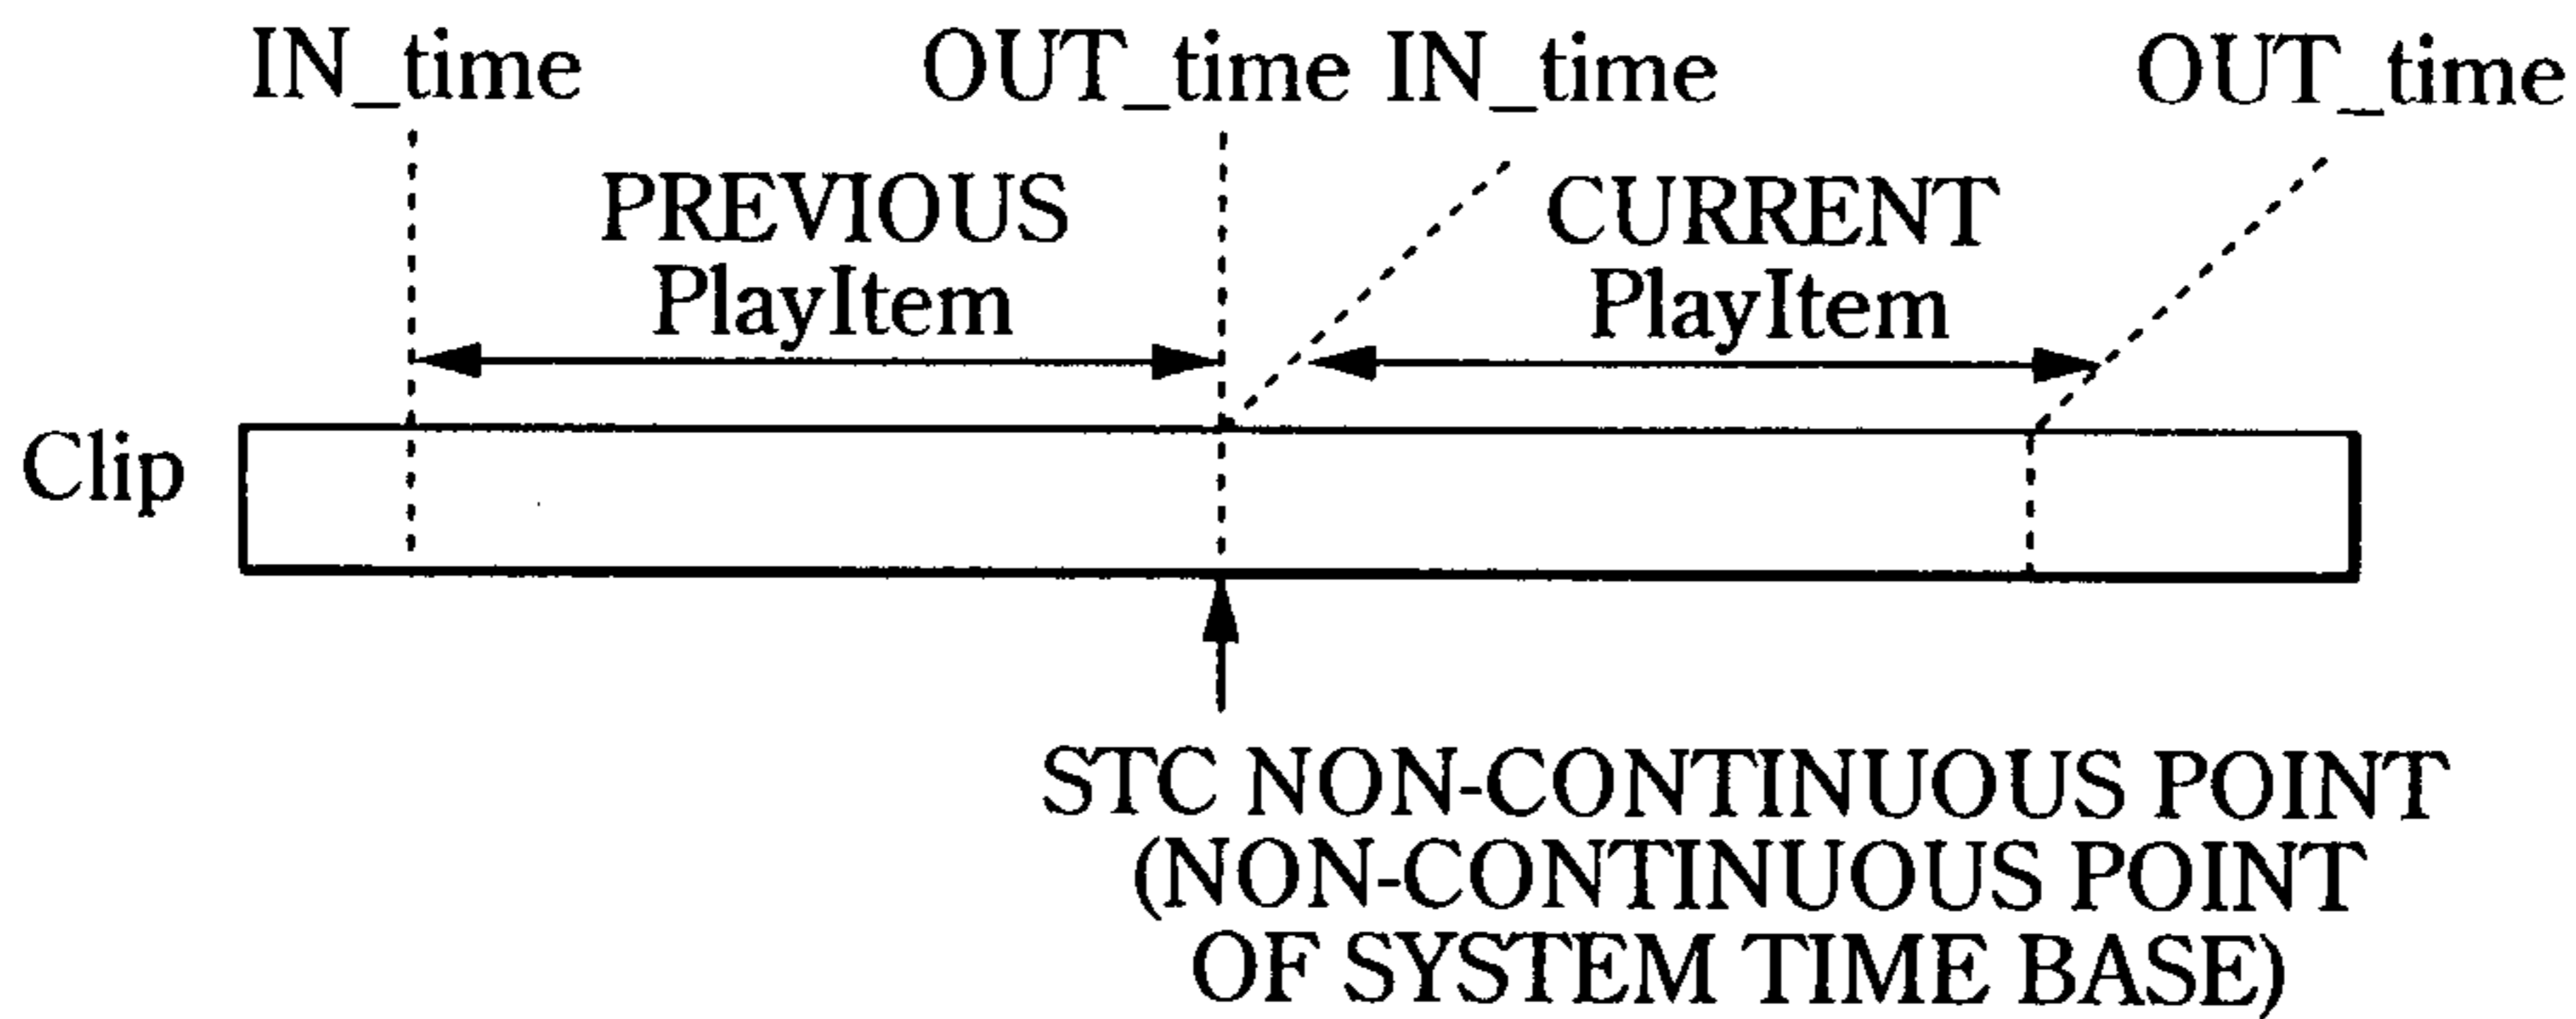 IN_time OUT_time IN_time OUT_time
PREVIOUS
PlayItem
CURRENT
PlayItem
Clip
STC NON-CONTINUOUS POINT
(NON-CONTINUOUS POINT
OF SYSTEM TIME BASE)